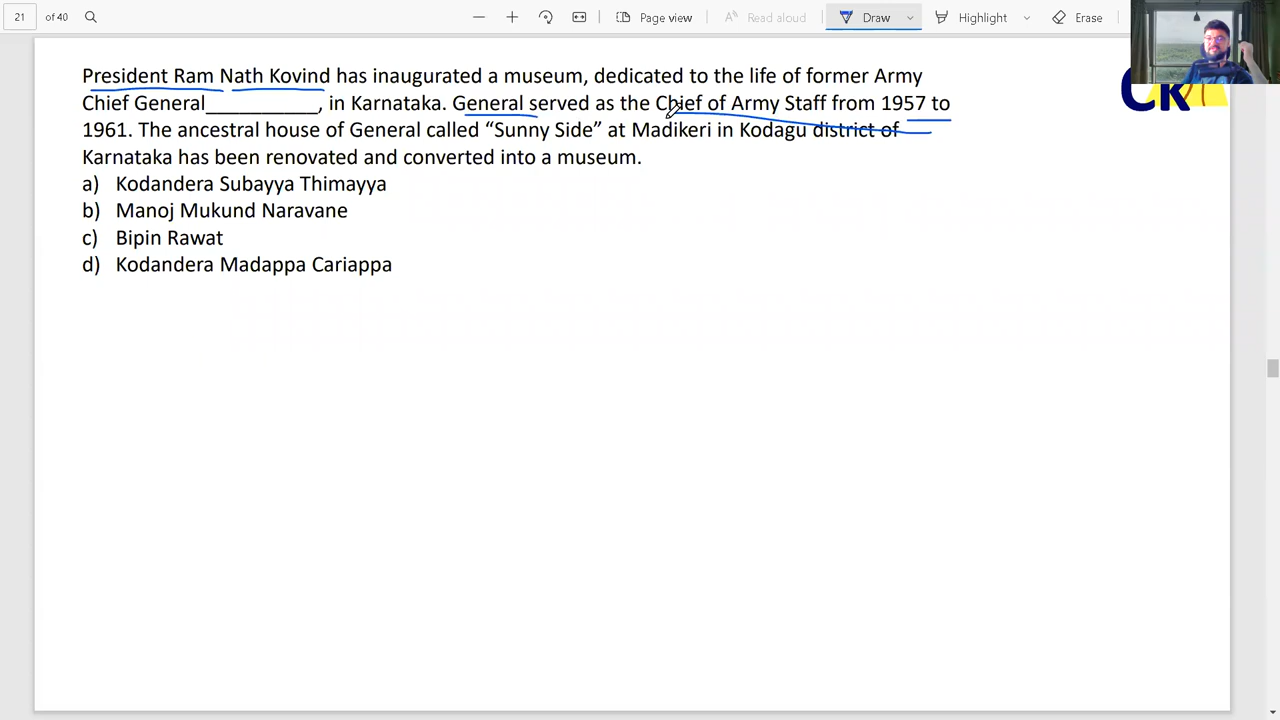 21 of 40 Page view Read aloud Draw Highlight Erase
President Ram Nath Kovind has inaugurated a museum, dedicated to the life of former Army
Chief General__________, in Karnataka. General served as the Chief of Army Staff from 1957 to
1961. The ancestral house of General called “Sunny Side” at Madikeri in Kodagu district of
Karnataka has been renovated and converted into a museum.
a) Kodandera Subayya Thimayya
b) Manoj Mukund Naravane
c) Bipin Rawat
d) Kodandera Madappa Cariappa